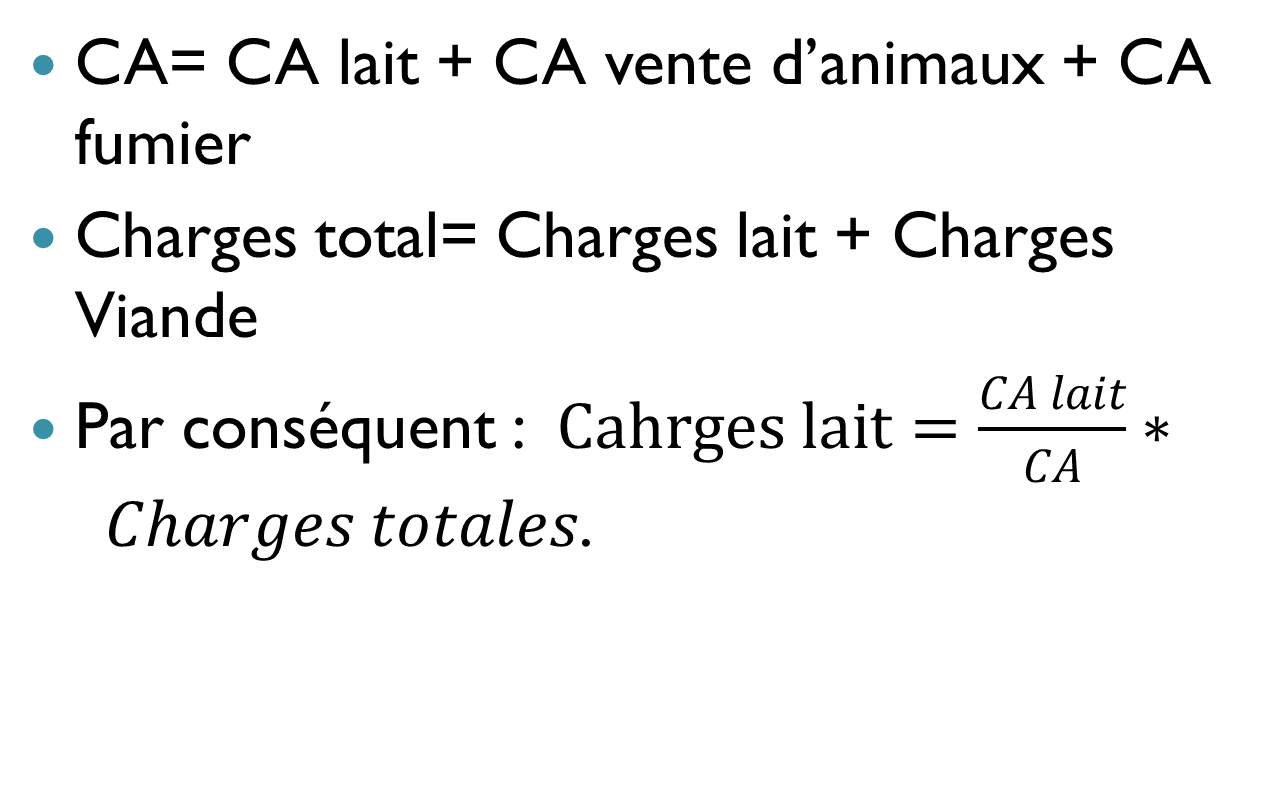 • CA= CA lait + CA vente d’animaux + CA
fumier
• Charges total= Charges lait + Charges
Viande
• Par conséquent : Cahrges lait = CA lait / CA *
Charges totales.